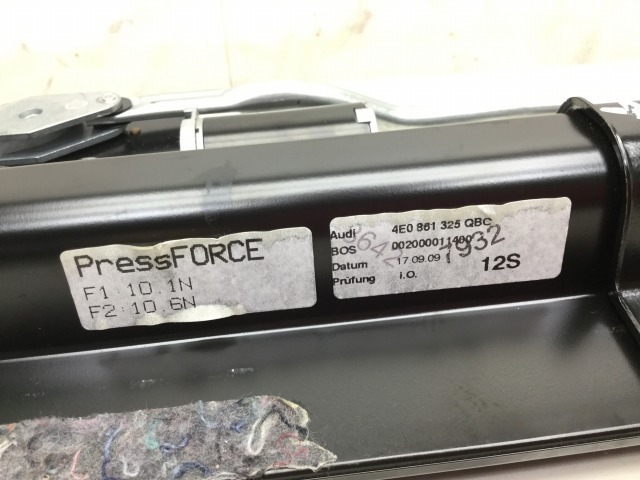 PressFORCE
F1:10.1N
F2:10.6N
Audi 4E0 861 325 QBC
BOS
Datum 17.09.09
Prüfung i.O.
12S
1932